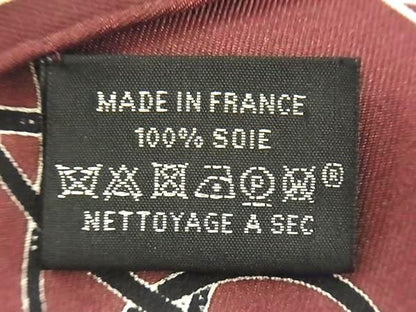 MADE IN FRANCE
100% SOIE
P W ®
NETTOYAGE A SEC